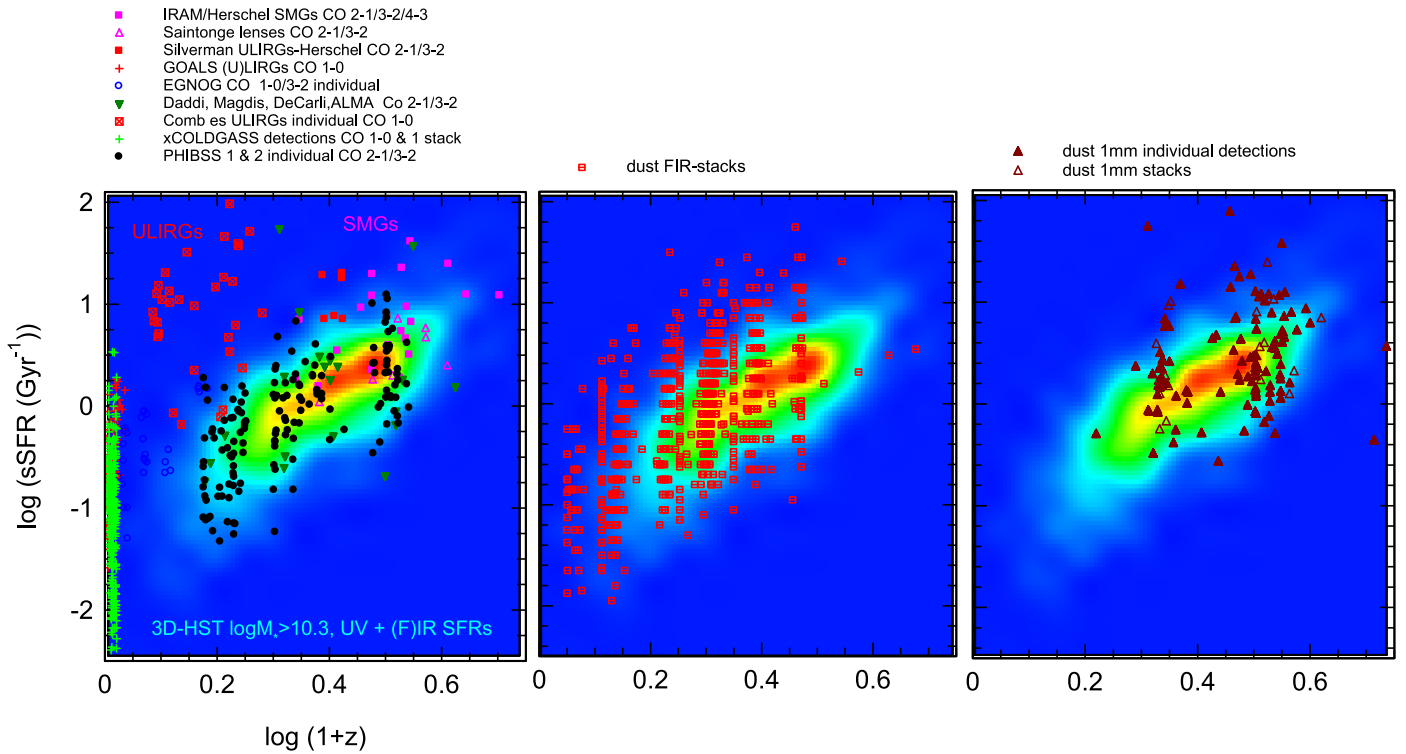 IRAM/Herschel SMGs CO 2-1/3-2/4-3
Saintonge lenses CO 2-1/3-2
Silverman ULIRGs-Herschel CO 2-1/3-2
GOALS (U)LIRGs CO 1-0
EGNOG CO 1-0/3-2 individual
Daddi, Magdis, DeCarli,ALMA Co 2-1/3-2
Comb es ULIRGs individual CO 1-0
xCOLDGASS detections CO 1-0 & 1 stack
PHIBSS 1 & 2 individual CO 2-1/3-2
dust FIR-stacks
dust 1mm individual detections
dust 1mm stacks
2
1
0
-1
-2
log (sSFR (Gyr⁻¹))
ULIRGs
SMGs
3D-HST logM*>10.3, UV + (F)IR SFRs
0 0.2 0.4 0.6
0 0.2 0.4 0.6
0 0.2 0.4 0.6
log (1+z)